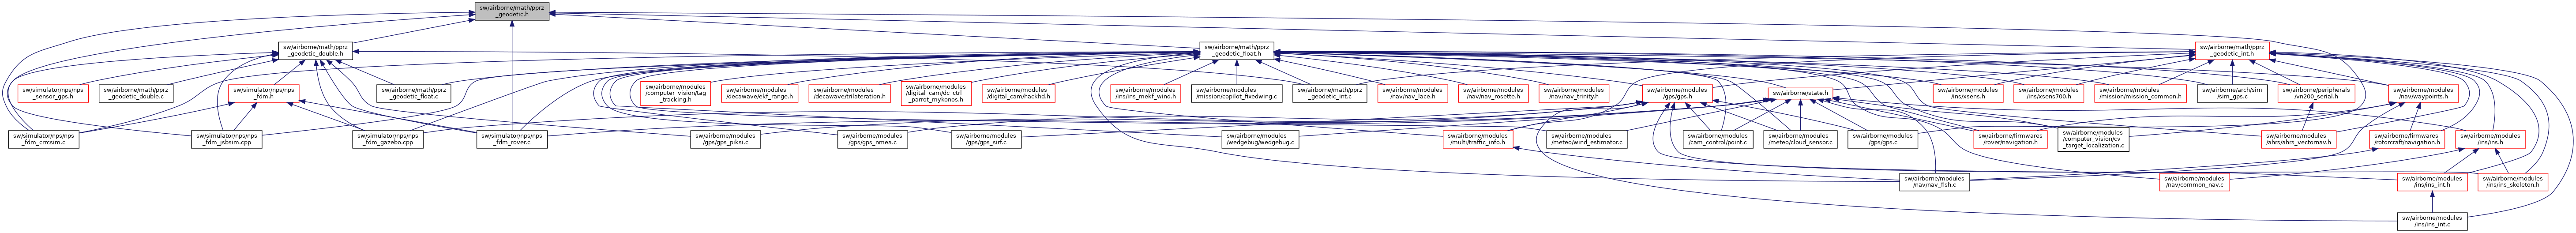 sw/airborne/math/pprz
_geodetic.h
sw/airborne/math/pprz
_geodetic_double.h
sw/airborne/math/pprz
_geodetic_float.h
sw/airborne/math/pprz
_geodetic_int.h
sw/simulator/nps/nps
_sensor_gps.h
sw/airborne/math/pprz
_geodetic_double.c
sw/simulator/nps/nps
_fdm.h
sw/airborne/math/pprz
_geodetic_float.c
sw/airborne/modules
/computer_vision/tag
_tracking.h
sw/airborne/modules
/decawave/ekf_range.h
sw/airborne/modules
/decawave/trilateration.h
sw/airborne/modules
/digital_cam/dc_ctrl
_parrot_mykonos.h
sw/airborne/modules
/digital_cam/hackhd.h
sw/airborne/modules
/ins/ins_mekf_wind.h
sw/airborne/modules
/mission/copilot_fixedwing.c
sw/airborne/math/pprz
_geodetic_int.c
sw/airborne/modules
/nav/nav_lace.h
sw/airborne/modules
/nav/nav_rosette.h
sw/airborne/modules
/nav/nav_trinity.h
sw/airborne/modules
/gps/gps.h
sw/airborne/state.h
sw/airborne/modules
/ins/xsens.h
sw/airborne/modules
/ins/xsens700.h
sw/airborne/modules
/mission/mission_common.h
sw/airborne/arch/sim
/sim_gps.c
sw/airborne/peripherals
/vn200_serial.h
sw/airborne/modules
/nav/waypoints.h
sw/simulator/nps/nps
_fdm_crrcsim.c
sw/simulator/nps/nps
_fdm_jsbsim.cpp
sw/simulator/nps/nps
_fdm_gazebo.cpp
sw/simulator/nps/nps
_fdm_rover.c
sw/airborne/modules
/gps/gps_piksi.c
sw/airborne/modules
/gps/gps_nmea.c
sw/airborne/modules
/gps/gps_sirf.c
sw/airborne/modules
/wedgebug/wedgebug.c
sw/airborne/modules
/multi/traffic_info.h
sw/airborne/modules
/meteo/wind_estimator.c
sw/airborne/modules
/cam_control/point.c
sw/airborne/modules
/meteo/cloud_sensor.c
sw/airborne/modules
/gps/gps.c
sw/airborne/firmwares
/rover/navigation.h
sw/airborne/modules
/computer_vision/cv
_target_localization.c
sw/airborne/modules
/ahrs/ahrs_vectornav.h
sw/airborne/firmwares
/rotorcraft/navigation.h
sw/airborne/modules
/ins/ins.h
sw/airborne/modules
/nav/nav_fish.c
sw/airborne/modules
/nav/common_nav.c
sw/airborne/modules
/ins/ins_int.h
sw/airborne/modules
/ins/ins_skeleton.h
sw/airborne/modules
/ins/ins_int.c